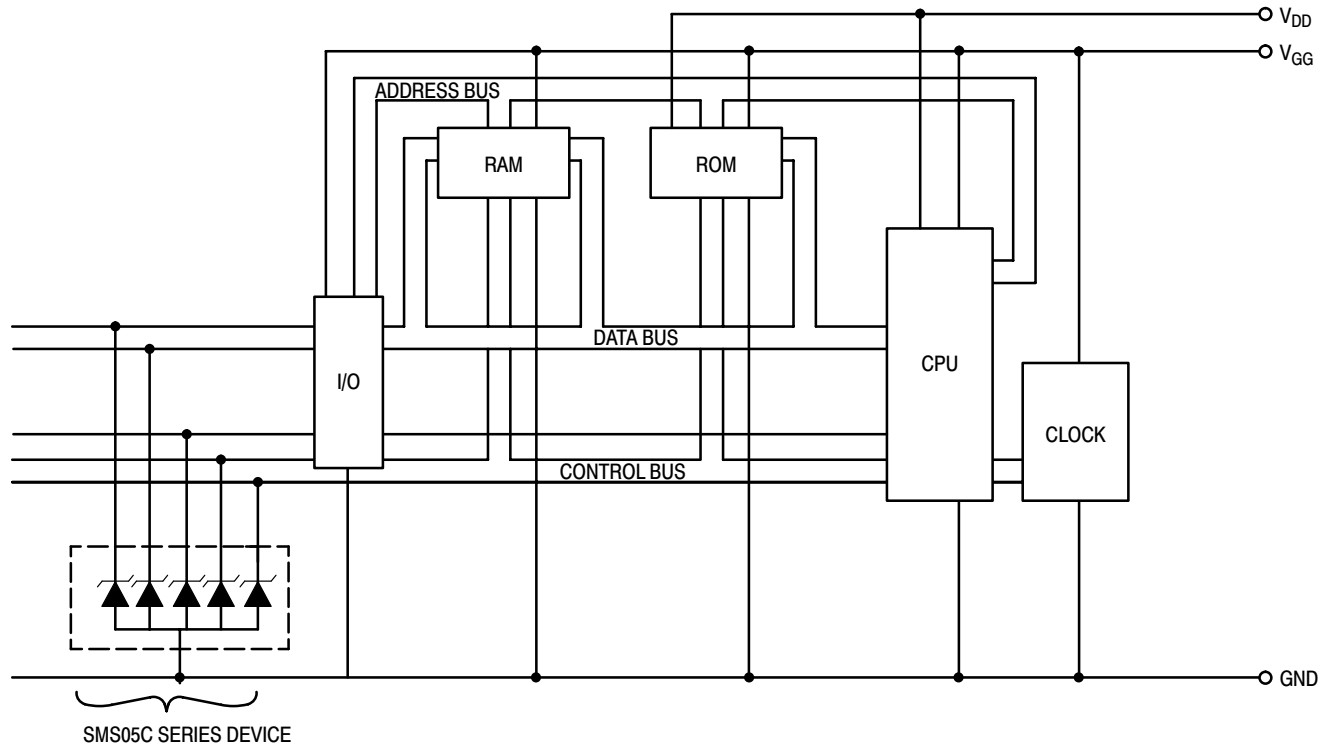 V_DD
V_GG
ADDRESS BUS
RAM
ROM
DATA BUS
I/O
CPU
CLOCK
CONTROL BUS
GND
SMS05C SERIES DEVICE